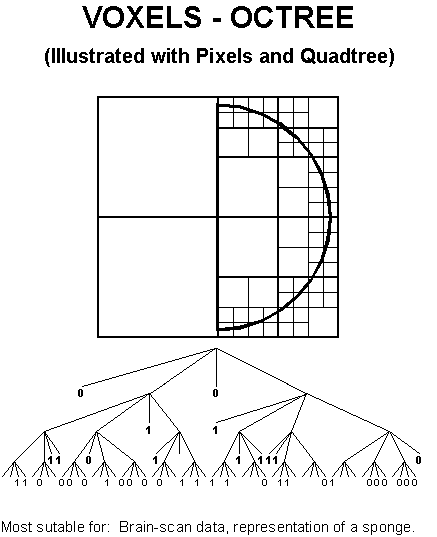 VOXELS - OCTREE
(Illustrated with Pixels and Quadtree)
0 0
1 1
1 1 0 1 1 1 1 1 0
1 1 0 0 0 0 1 0 0 0 0 1 1 1 1 0 1 1 0 1 0 0 0 0 0 0
Most sutable for: Brain-scan data, representation of a sponge.